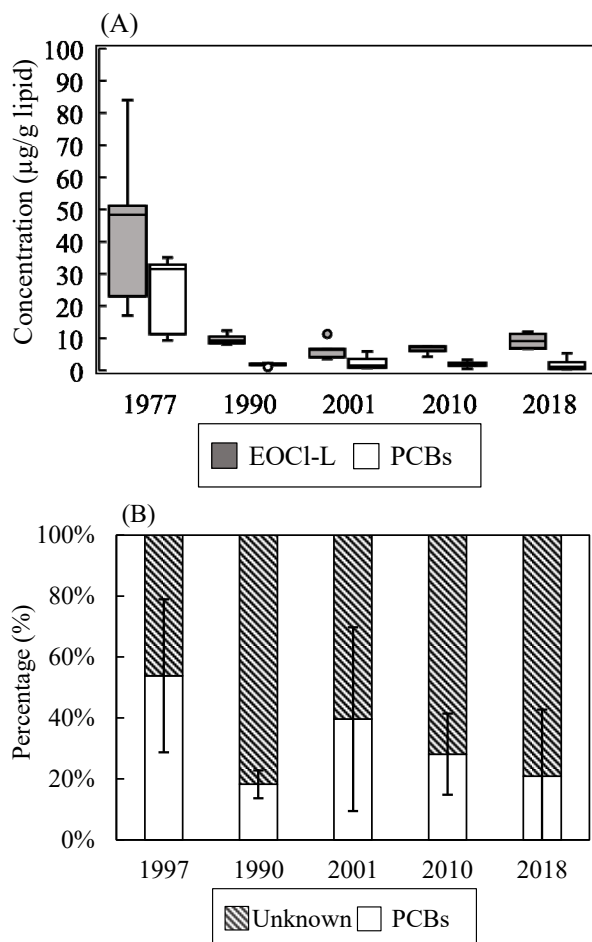 (A)
Concentration (µg/g lipid)
100
90
80
70
60
50
40
30
20
10
0
1977 1990 2001 2010 2018
EOCl-L PCBs
(B)
Percentage (%)
100%
80%
60%
40%
20%
0%
1997 1990 2001 2010 2018
Unknown PCBs